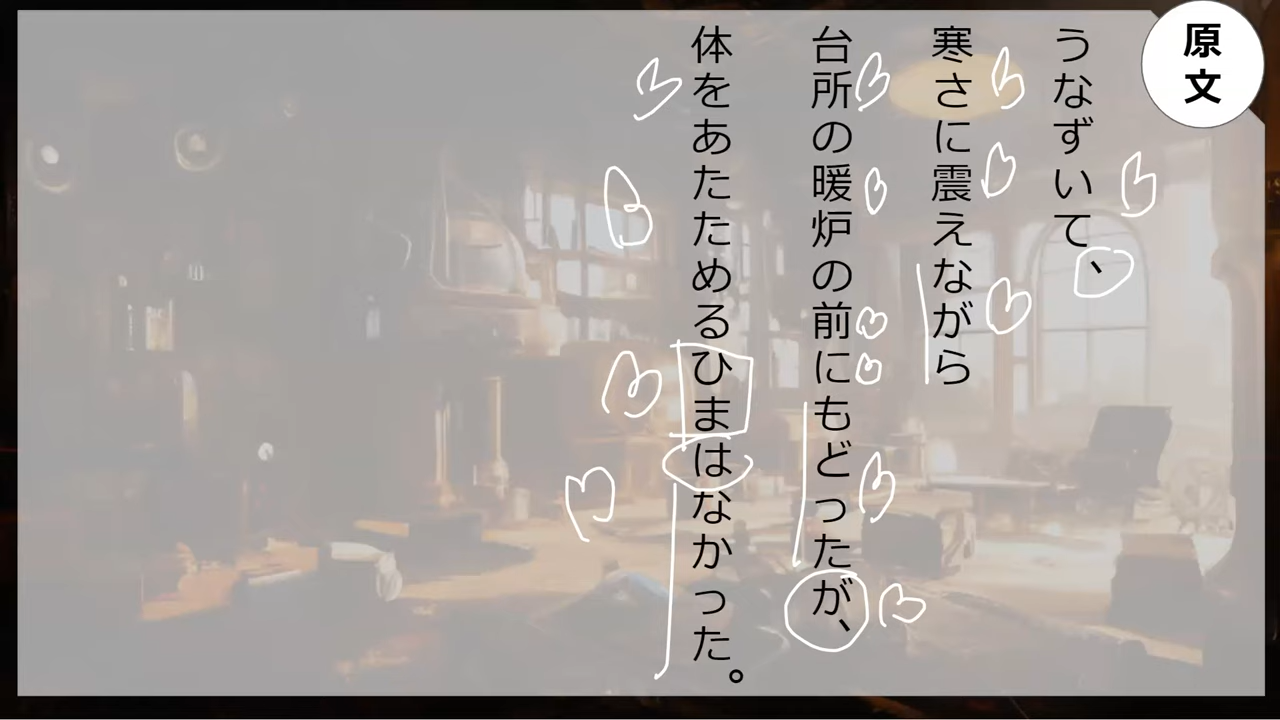 原文
うなずいて、
寒さに震えながら
台所の暖炉の前にもどったが、
体をあたためるひまはなかった。